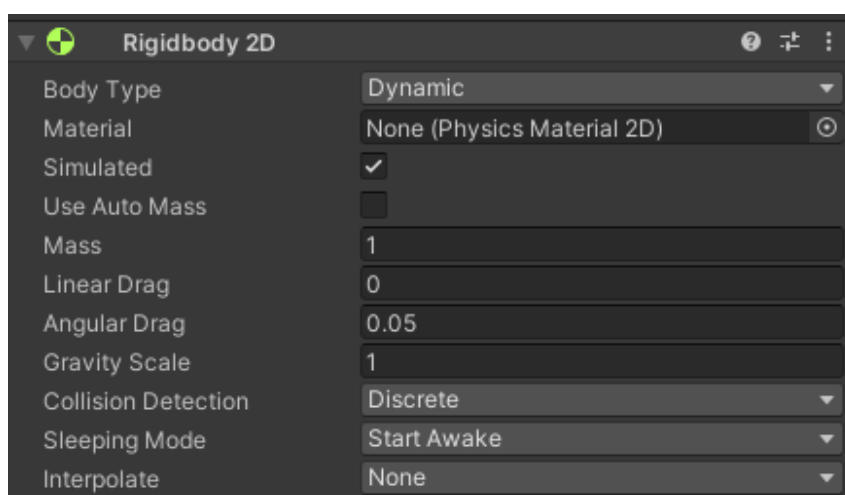 Rigidbody 2D
Body Type Dynamic
Material None (Physics Material 2D)
Simulated
Use Auto Mass
Mass 1
Linear Drag 0
Angular Drag 0.05
Gravity Scale 1
Collision Detection Discrete
Sleeping Mode Start Awake
Interpolate None